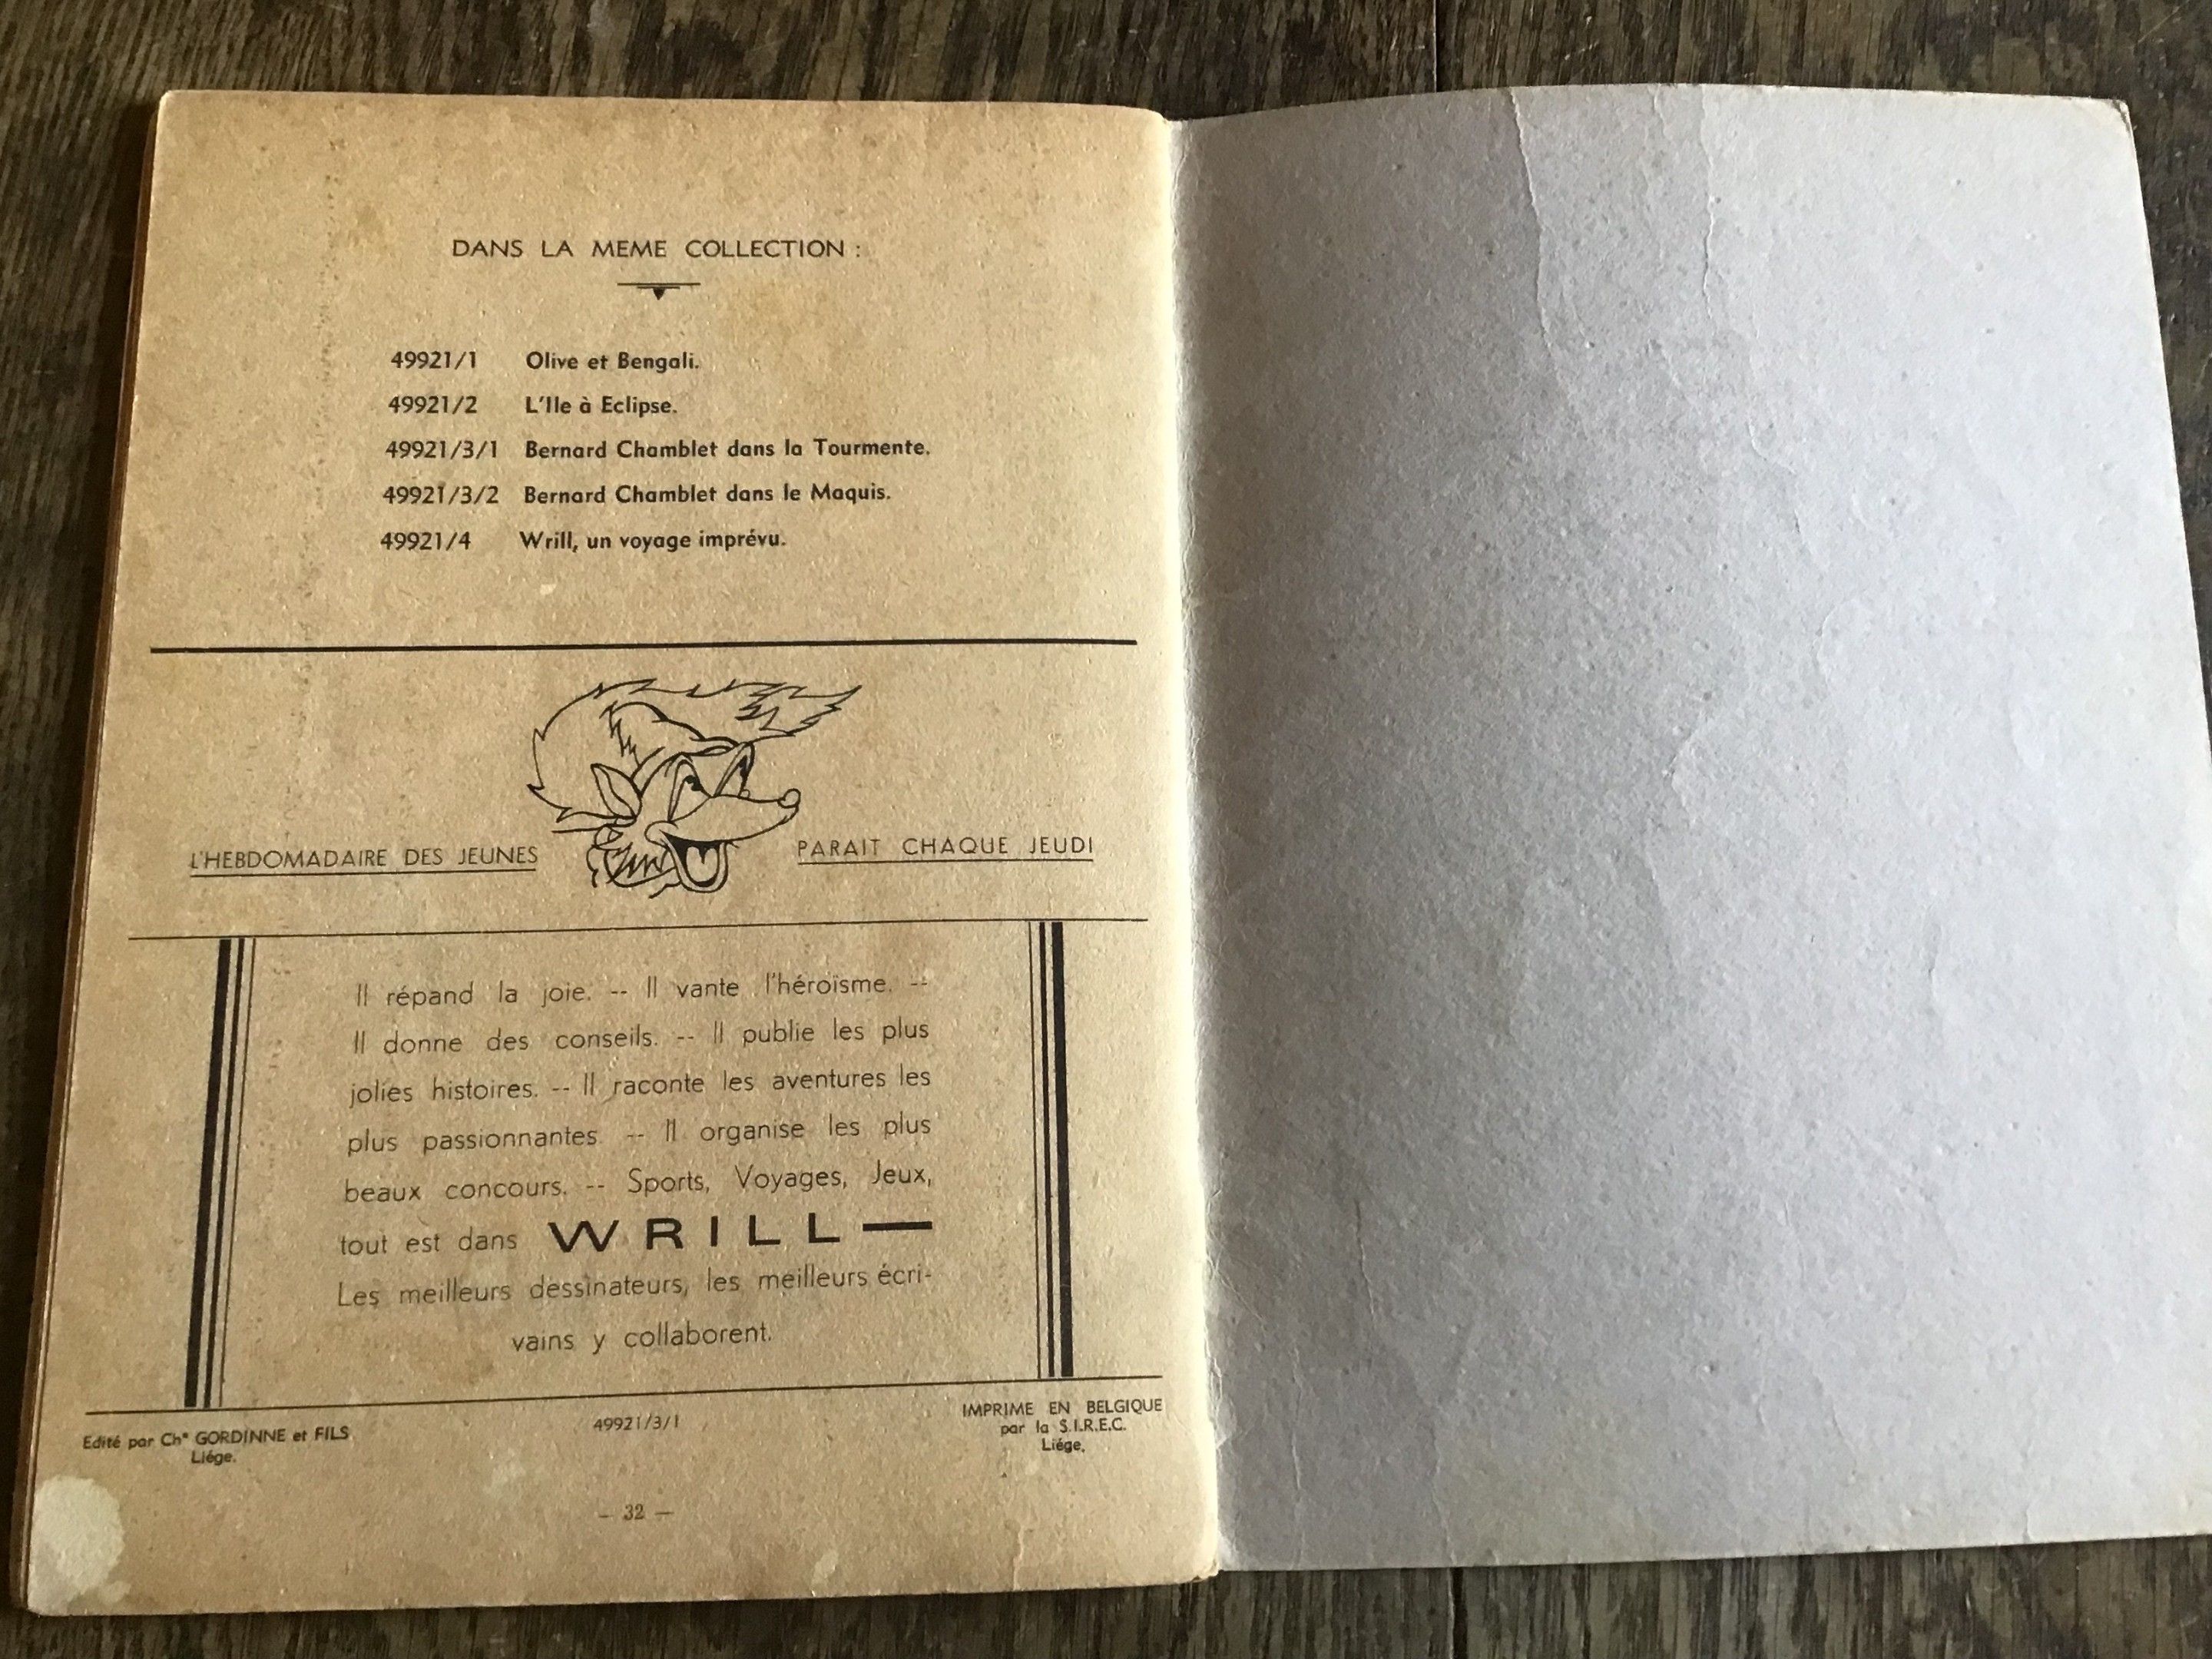 DANS LA MEME COLLECTION :
49921/1 Olive et Bengali.
49921/2 L'Ile à Eclipse.
49921/3/1 Bernard Chamblet dans la Tourmente.
49921/3/2 Bernard Chamblet dans le Maquis.
49921/4 Wrill, un voyage imprévu.
L'HEBDOMADAIRE DES JEUNES PARAIT CHAQUE JEUDI
Il répand la joie. -- Il vante l'héroïsme. --
Il donne des conseils. -- Il publie les plus
jolies histoires. -- Il raconte les aventures les
plus passionnantes. -- Il organise les plus
beaux concours. -- Sports, Voyages, Jeux,
tout est dans WRILL —
Les meilleurs dessinateurs, les meilleurs écri-
vains y collaborent.
Edité par Chs GORDINNE et FILS
Liége.
49921/3/1
IMPRIME EN BELGIQUE
par la S.I.R.E.C.
Liége.
— 32 —